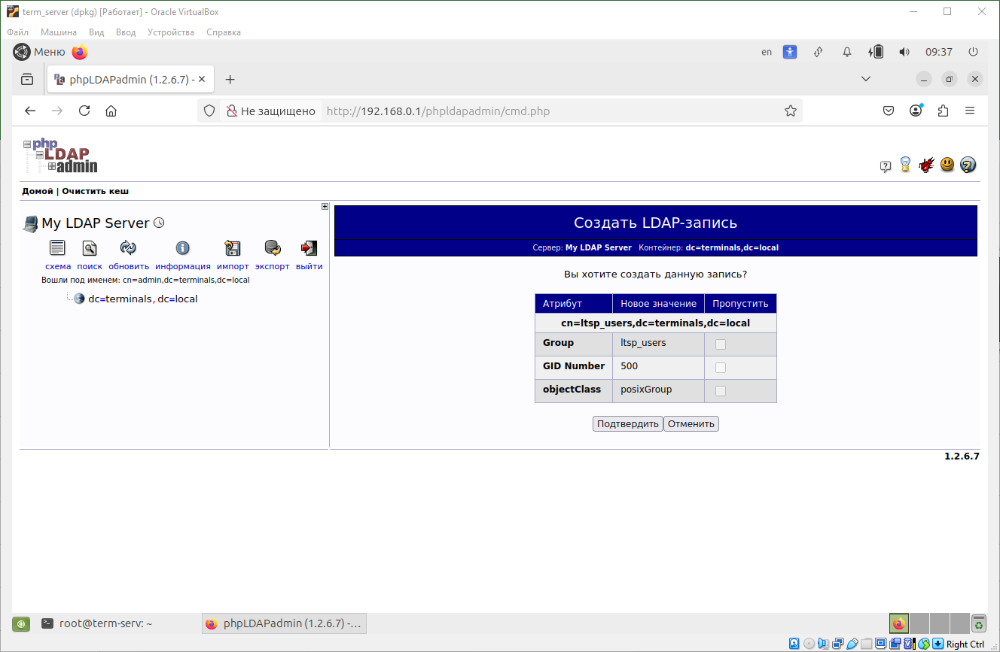 term_server (dpkg) [Работает] - Oracle VirtualBox
Файл Машина Вид Ввод Устройства Справка
Меню en 09:37
phpLDAPadmin (1.2.6.7) -
Не защищено http://192.168.0.1/phpldapadmin/cmd.php
php
LDAP
admin
Домой | Очистить кеш
My LDAP Server
схема поиск обновить информация импорт экспорт выйти
Вошли под именем: cn=admin,dc=terminals,dc=local
dc=terminals,dc=local
Создать LDAP-запись
Сервер: My LDAP Server Контейнер: dc=terminals,dc=local
Вы хотите создать данную запись?
Атрибут Новое значение Пропустить
cn=ltsp_users,dc=terminals,dc=local
Group ltsp_users
GID Number 500
objectClass posixGroup
Подтвердить Отменить
1.2.6.7
root@term-serv: ~ phpLDAPadmin (1.2.6.7) -...
Right Ctrl